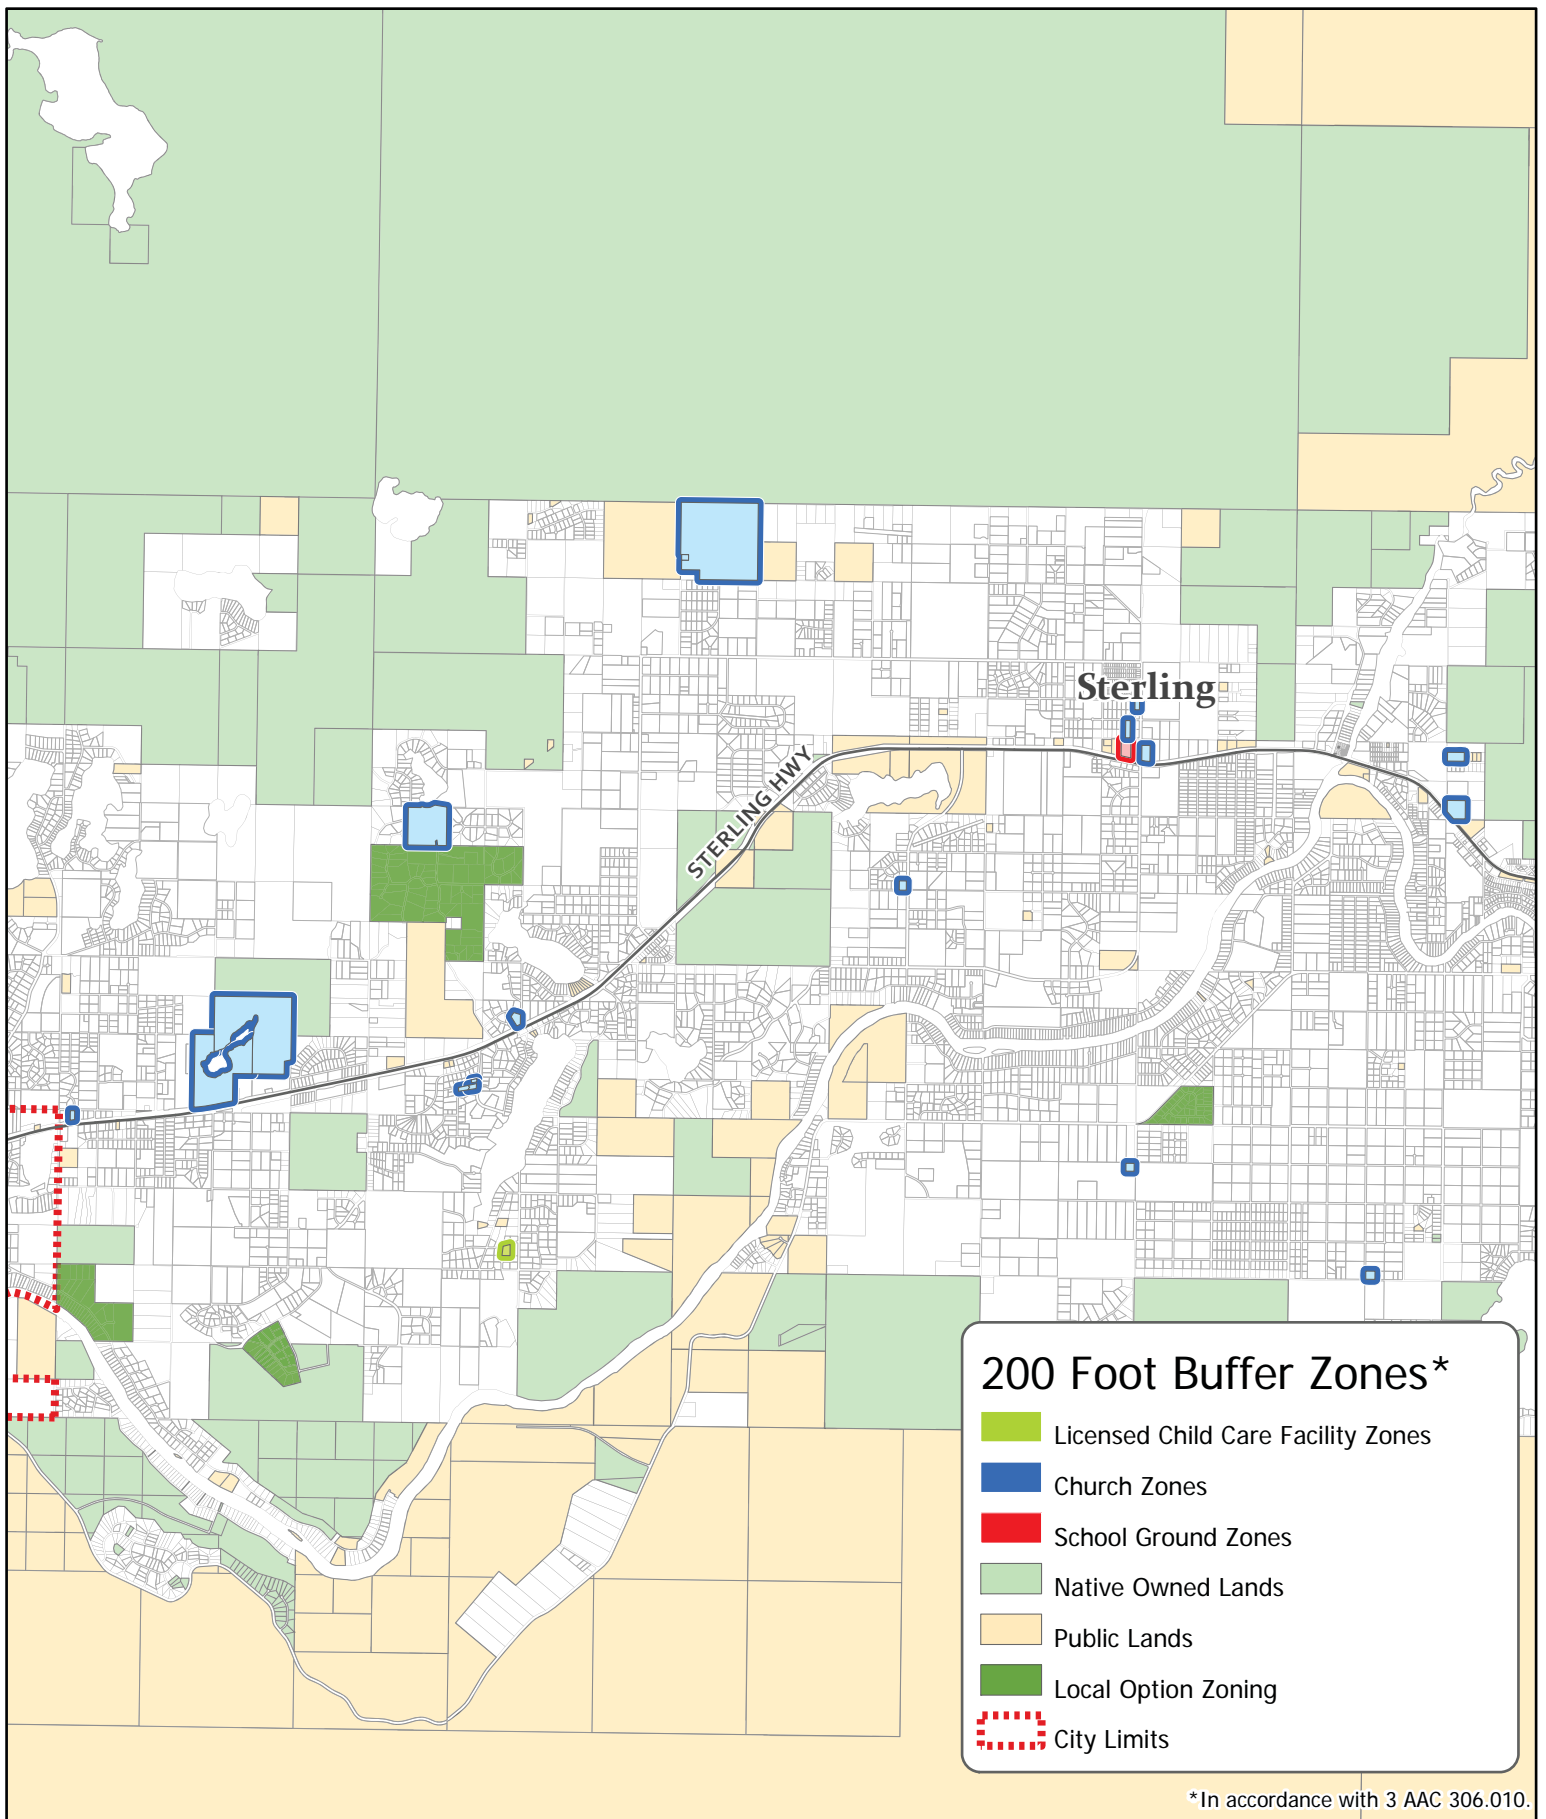 Sterling
STERLING HWY
200 Foot Buffer Zones*
Licensed Child Care Facility Zones
Church Zones
School Ground Zones
Native Owned Lands
Public Lands
Local Option Zoning
City Limits
*In accordance with 3 AAC 306.010.